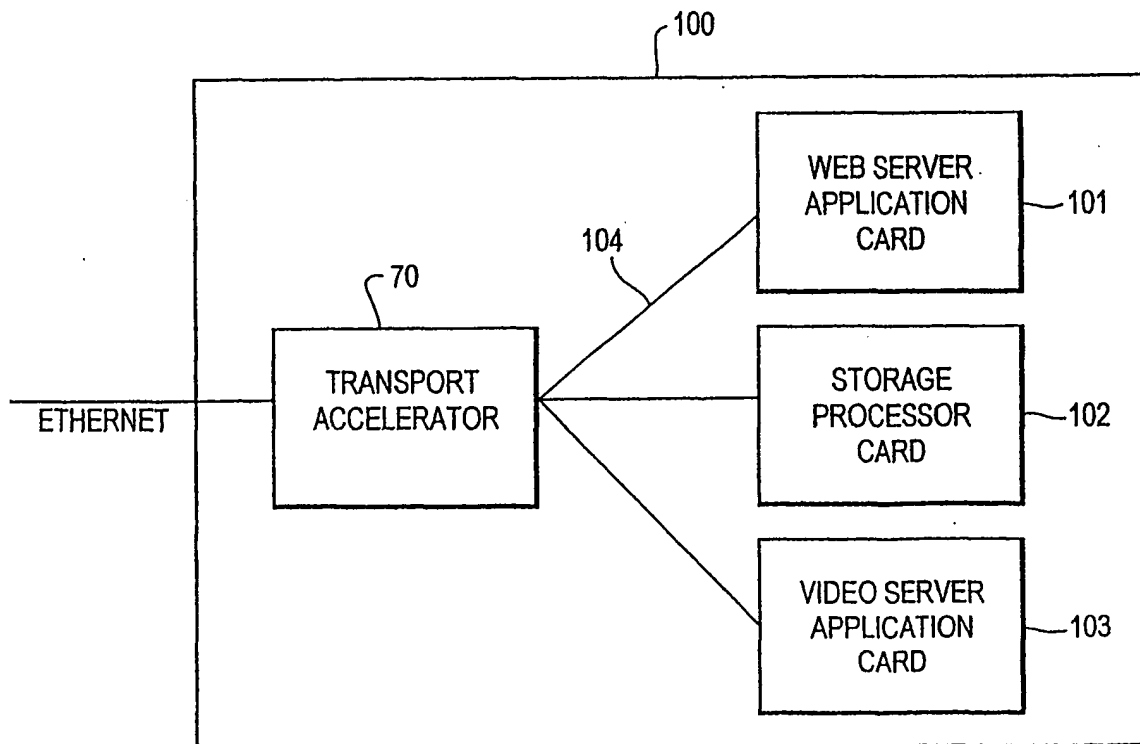 100
WEB SERVER
APPLICATION
CARD
101
104
70
TRANSPORT
ACCELERATOR
ETHERNET
STORAGE
PROCESSOR
CARD
102
VIDEO SERVER
APPLICATION
CARD
103